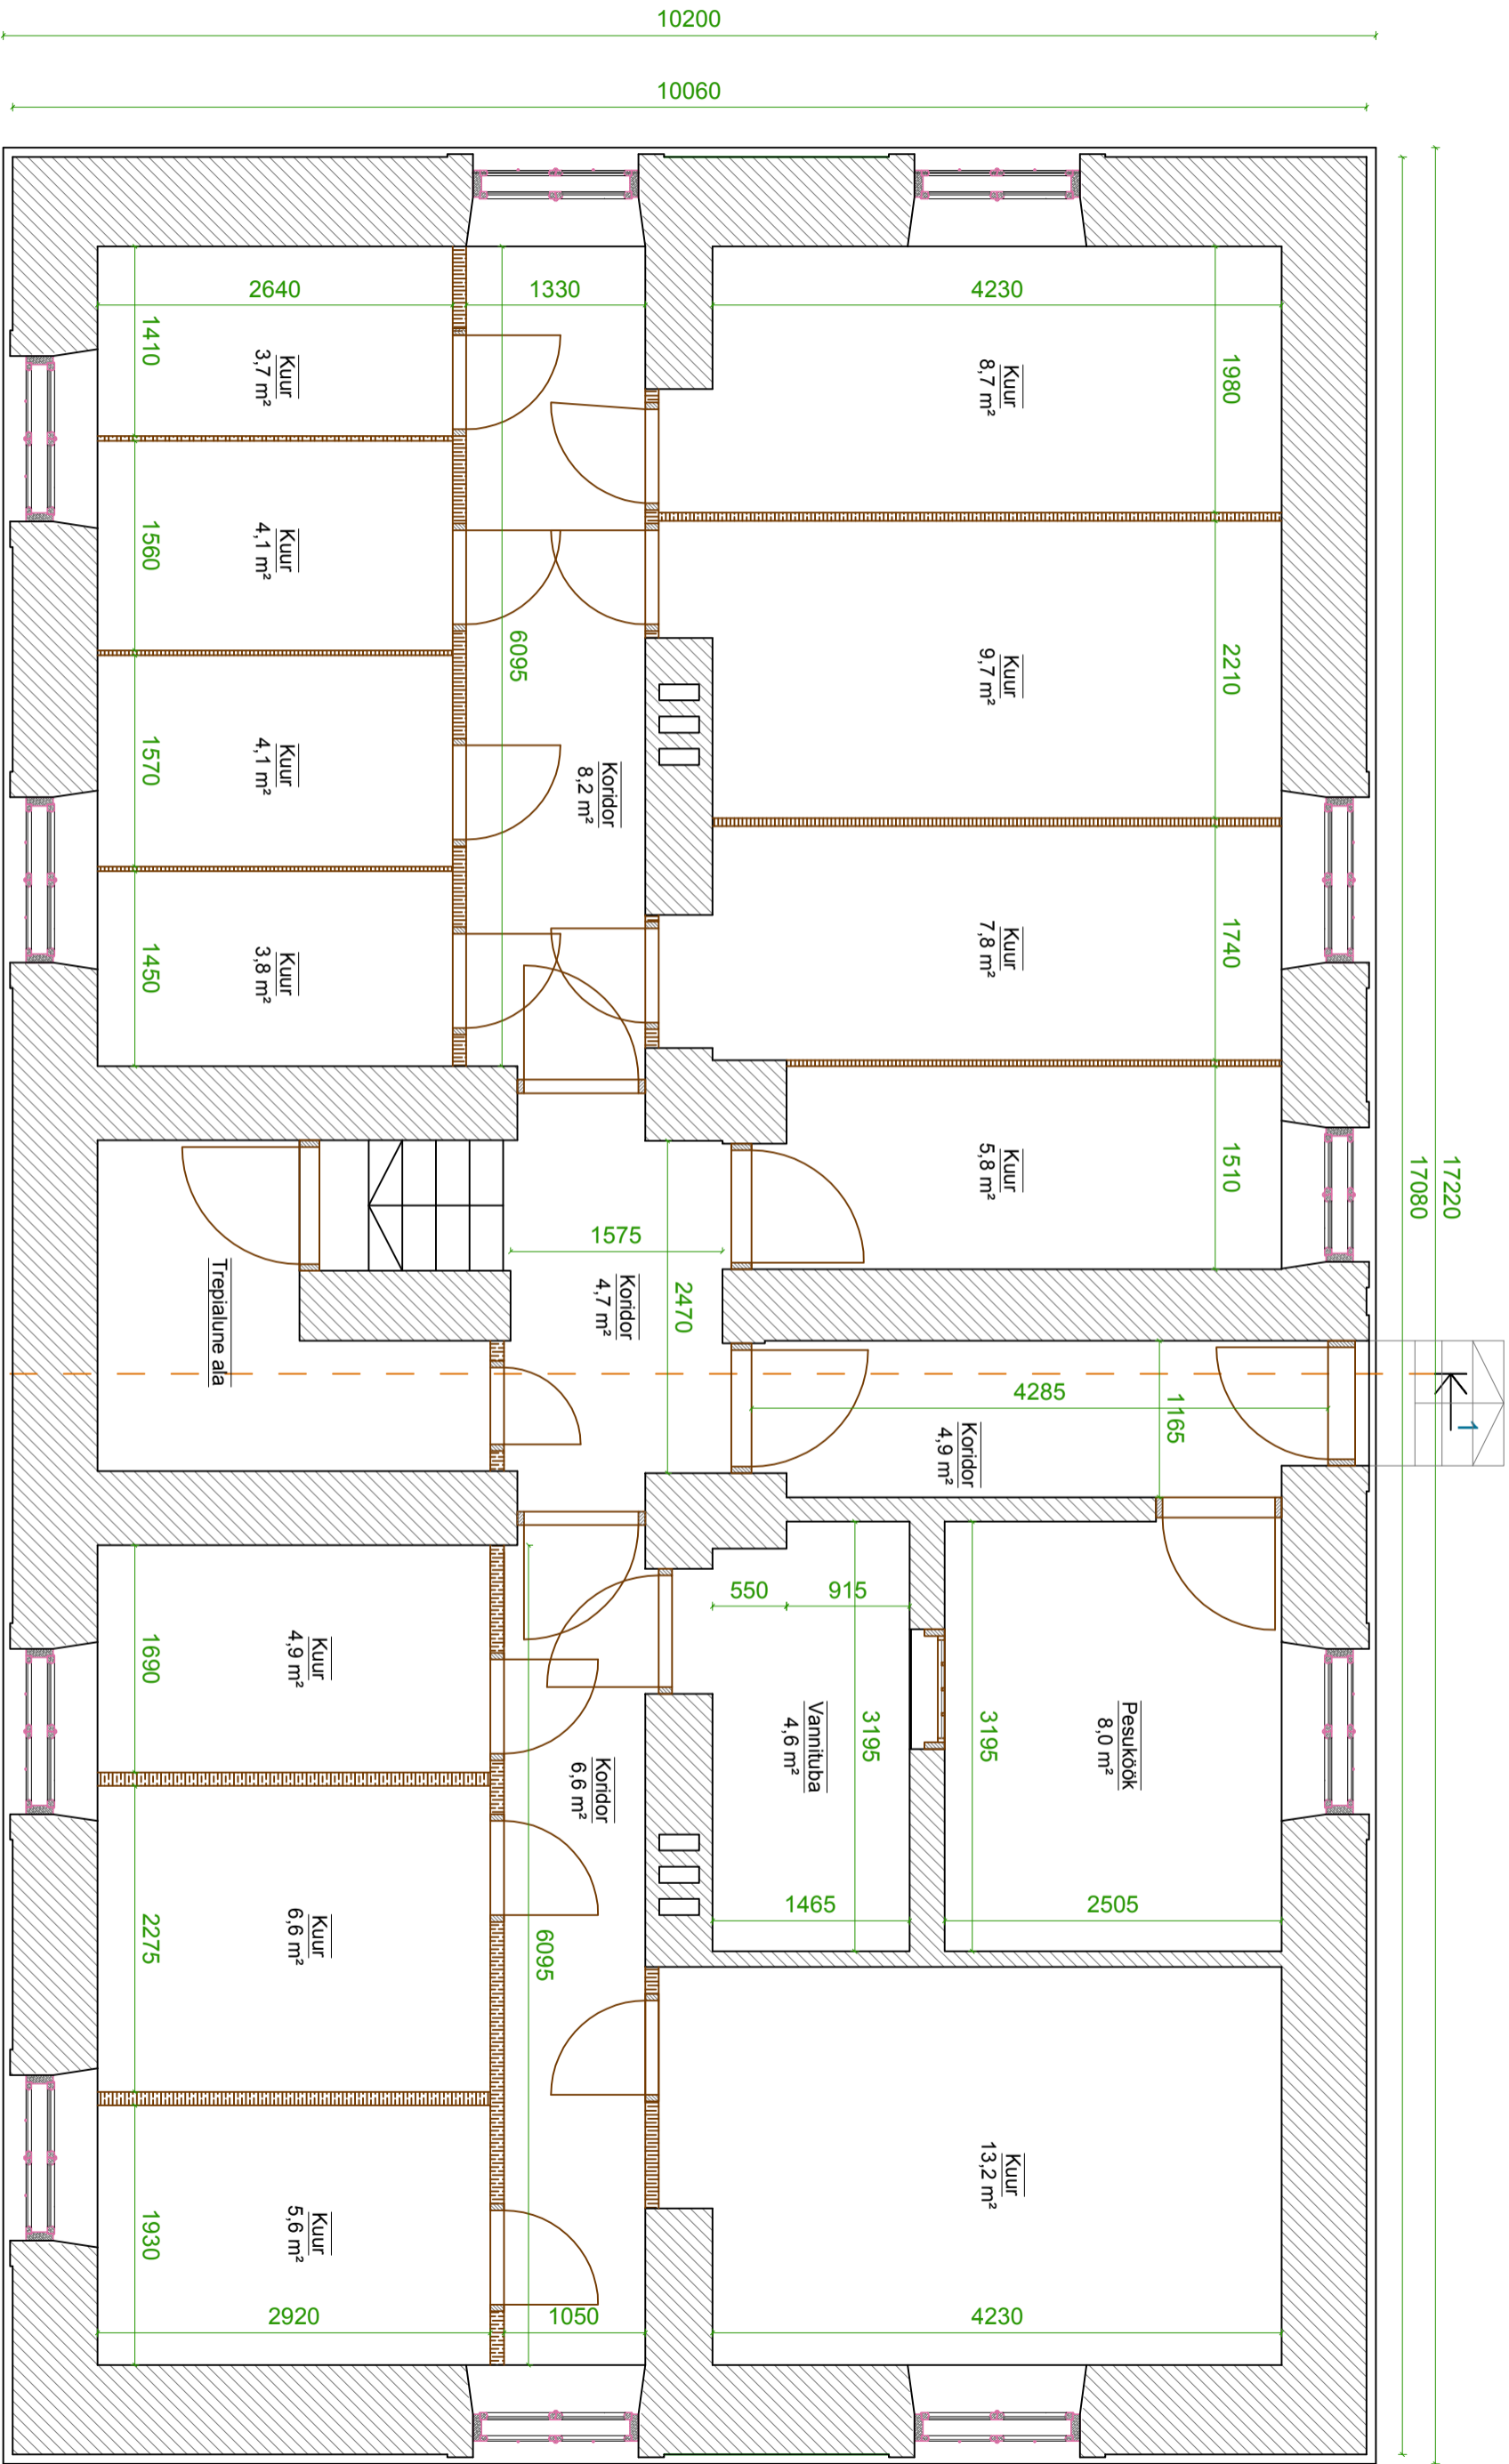 10200
10060
17220
17080
2640
1330
4230
1410
1980
Kuur
3,7 m²
Kuur
8,7 m²
1560
Kuur
4,1 m²
6095
2210
Kuur
9,7 m²
1570
Kuur
4,1 m²
Koridor
8,2 m²
1450
Kuur
3,8 m²
1740
Kuur
7,8 m²
1510
Kuur
5,8 m²
1575
2470
Koridor
4,7 m²
Trepialune ala
4285
1165
Koridor
4,9 m²
1
550
915
1690
Kuur
4,9 m²
3195
3195
Vannituba
4,6 m²
Pesuköök
8,0 m²
Koridor
6,6 m²
1465
2505
2275
Kuur
6,6 m²
6095
Kuur
13,2 m²
1930
Kuur
5,6 m²
2920
1050
4230